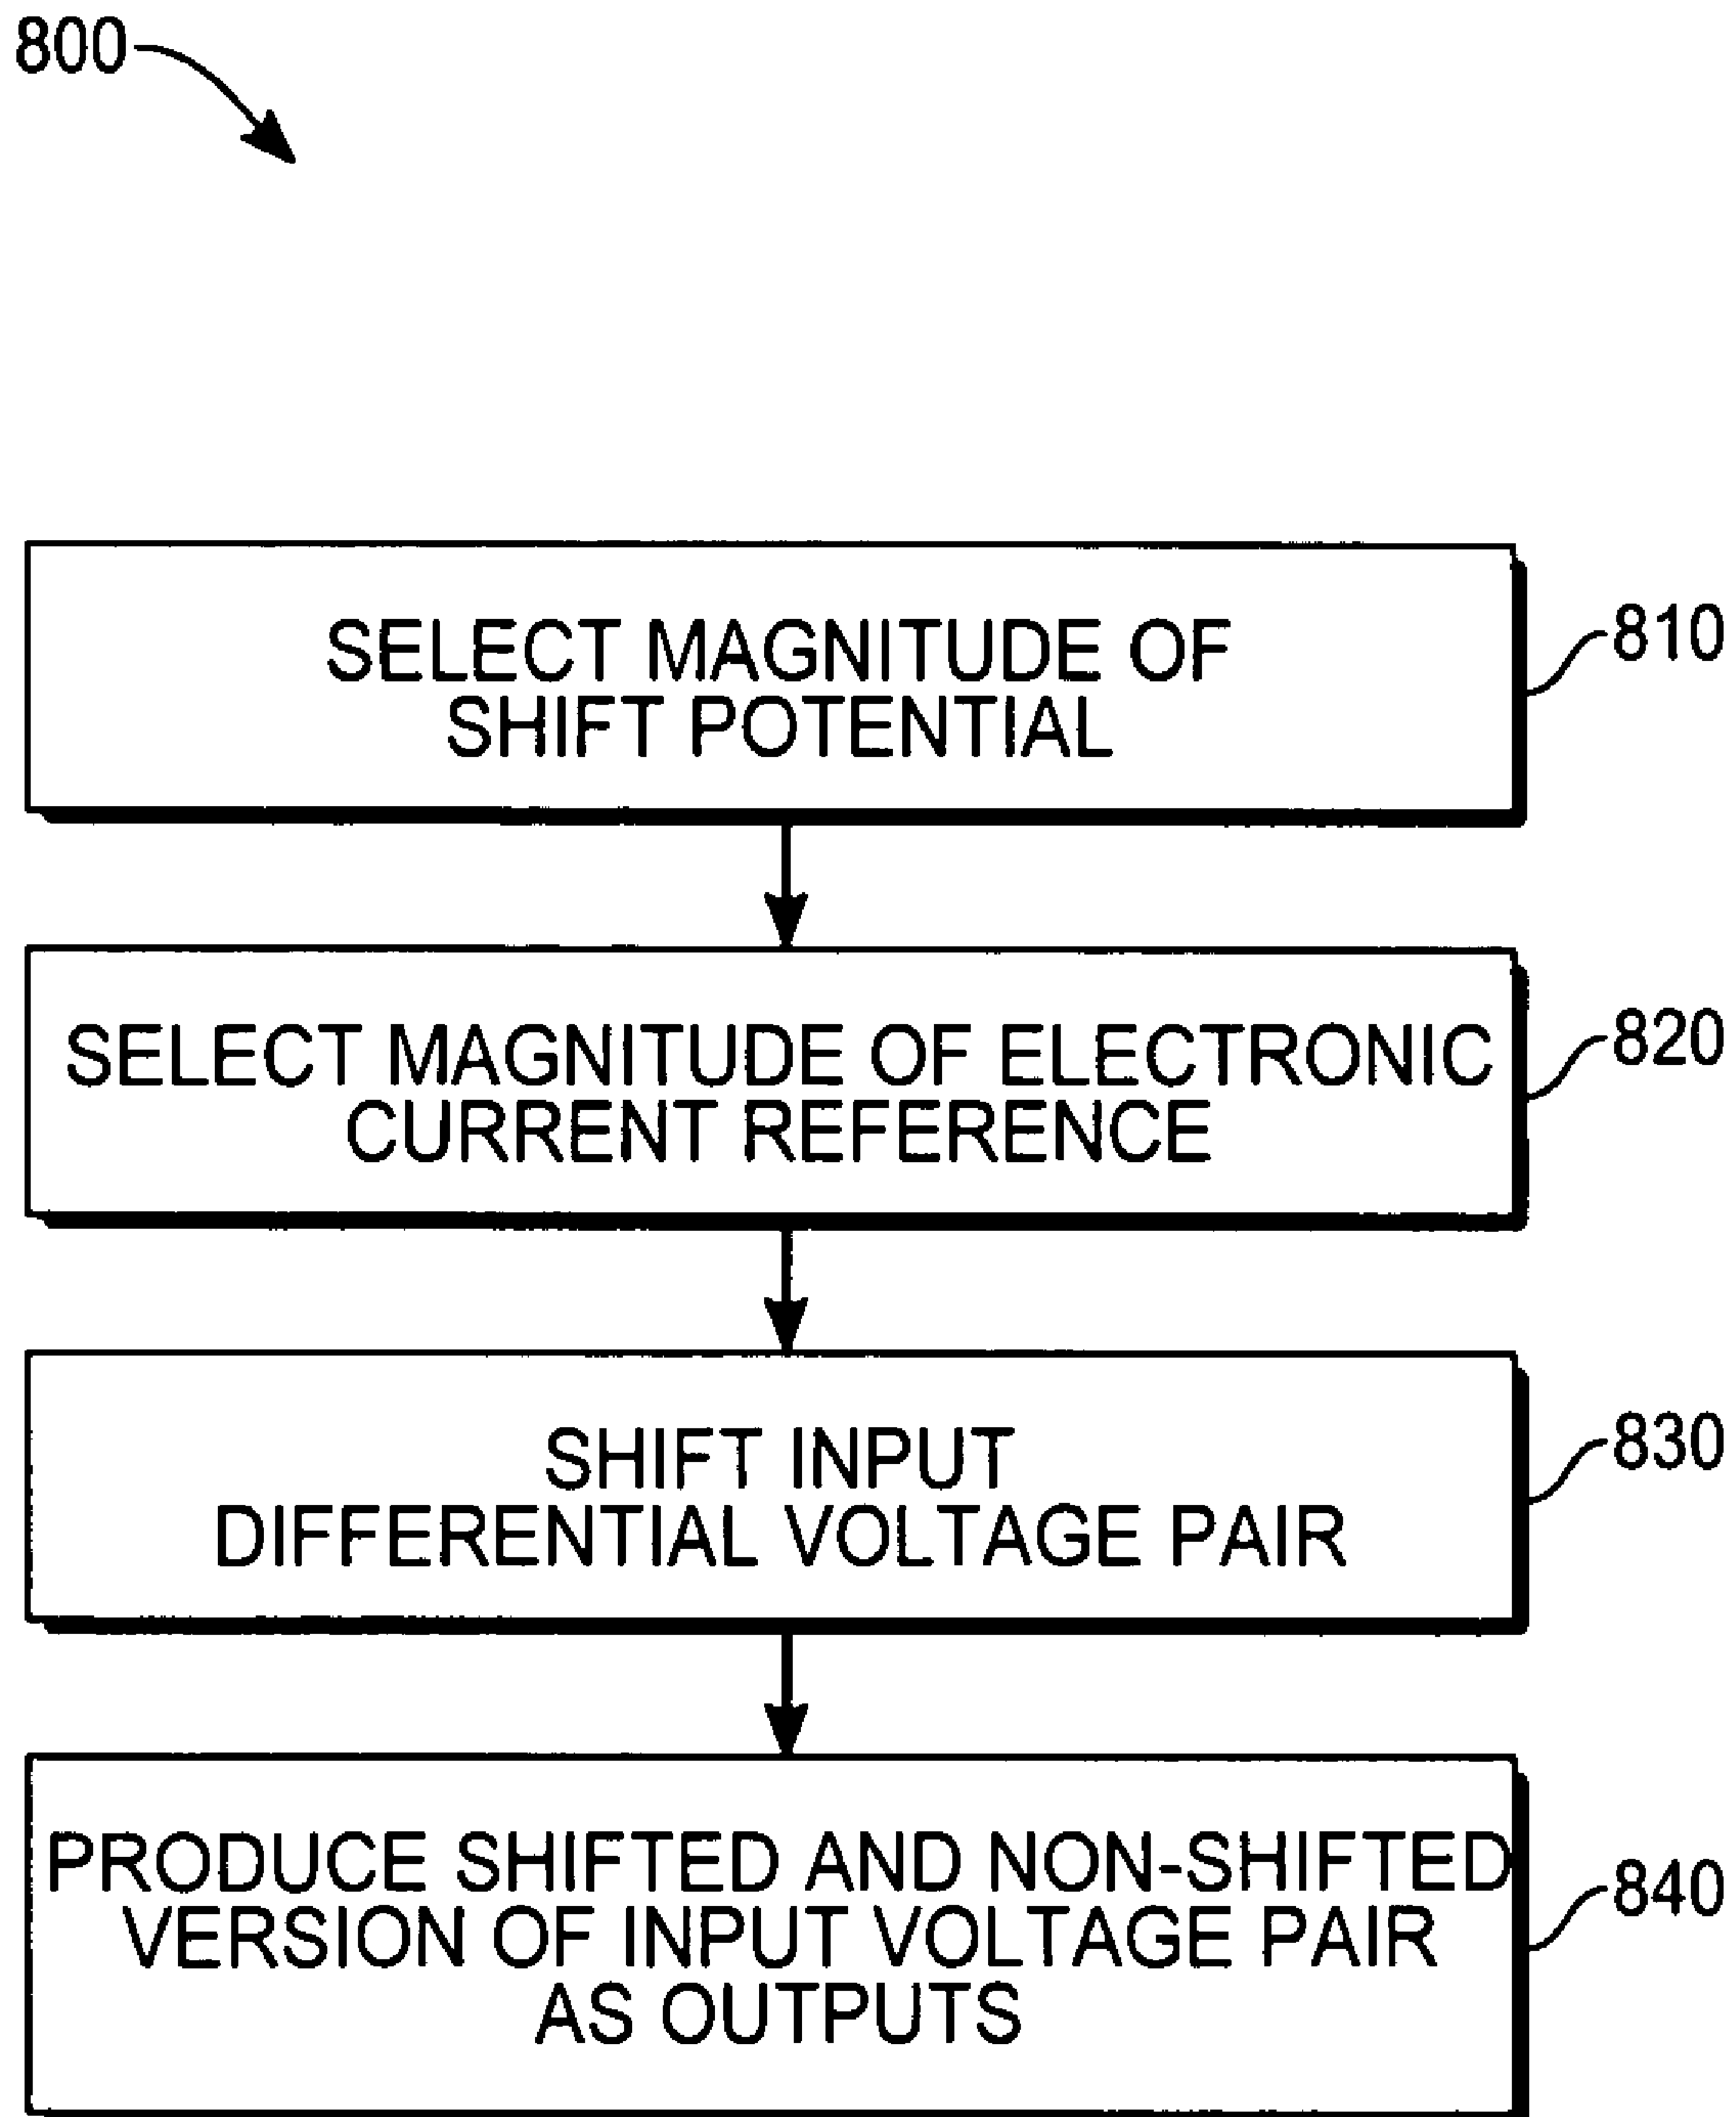 800
SELECT MAGNITUDE OF
SHIFT POTENTIAL
810
SELECT MAGNITUDE OF ELECTRONIC
CURRENT REFERENCE
820
SHIFT INPUT
DIFFERENTIAL VOLTAGE PAIR
830
PRODUCE SHIFTED AND NON-SHIFTED
VERSION OF INPUT VOLTAGE PAIR
AS OUTPUTS
840